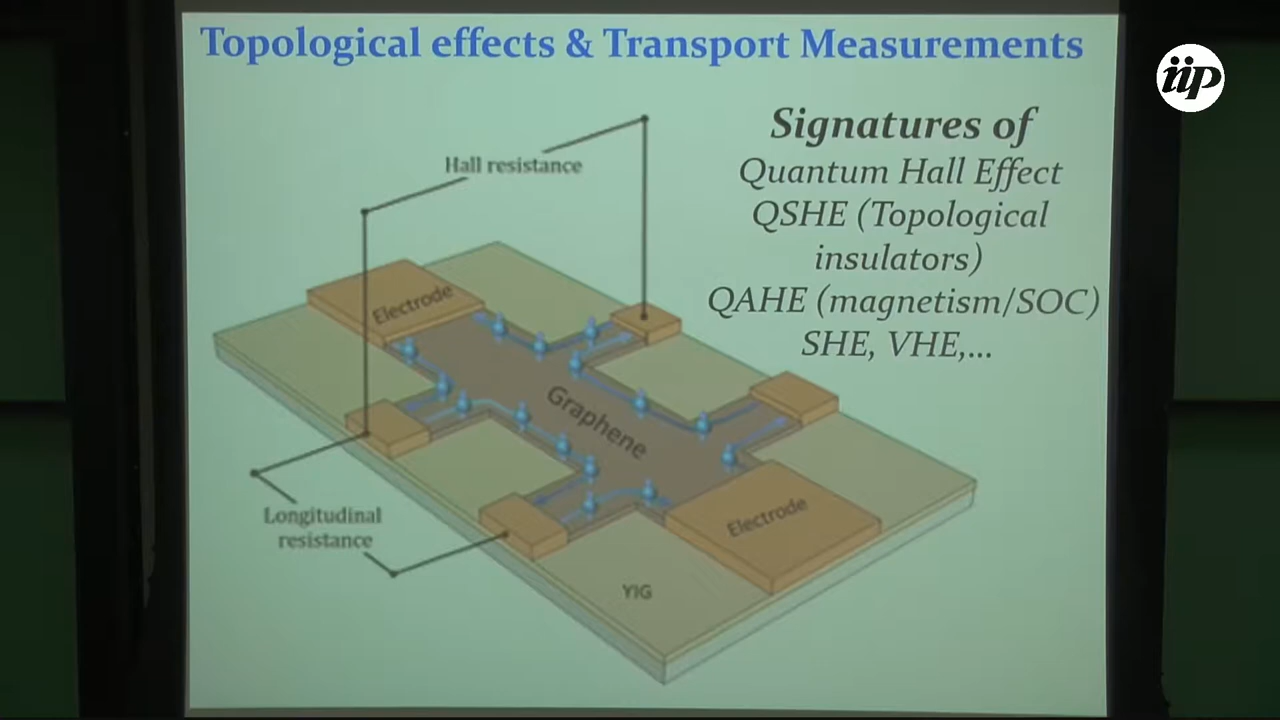 Topological effects & Transport Measurements
iip
Signatures of
Quantum Hall Effect
QSHE (Topological
insulators)
QAHE (magnetism/SOC)
SHE, VHE,...
Hall resistance
Electrode
Graphene
Longitudinal
resistance
Electrode
YIG